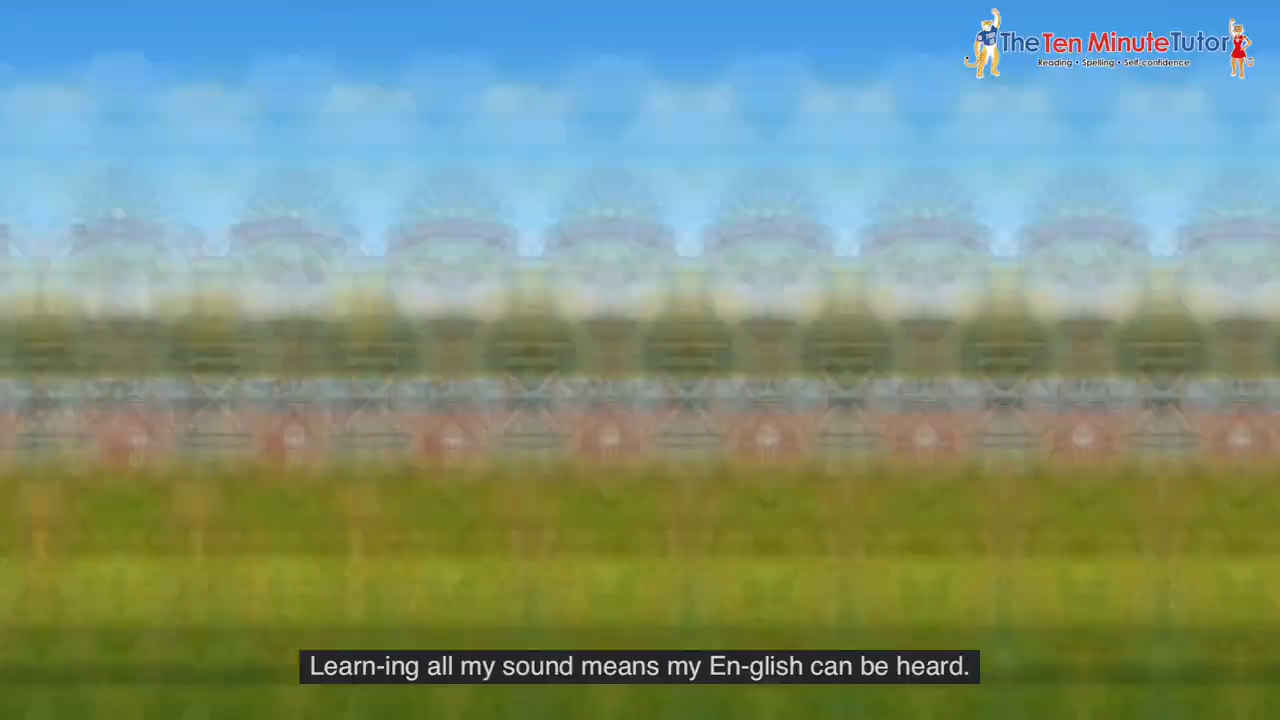 The Ten Minute Tutor
Reading • Spelling • Self-confidence
Learn-ing all my sound means my En-glish can be heard.